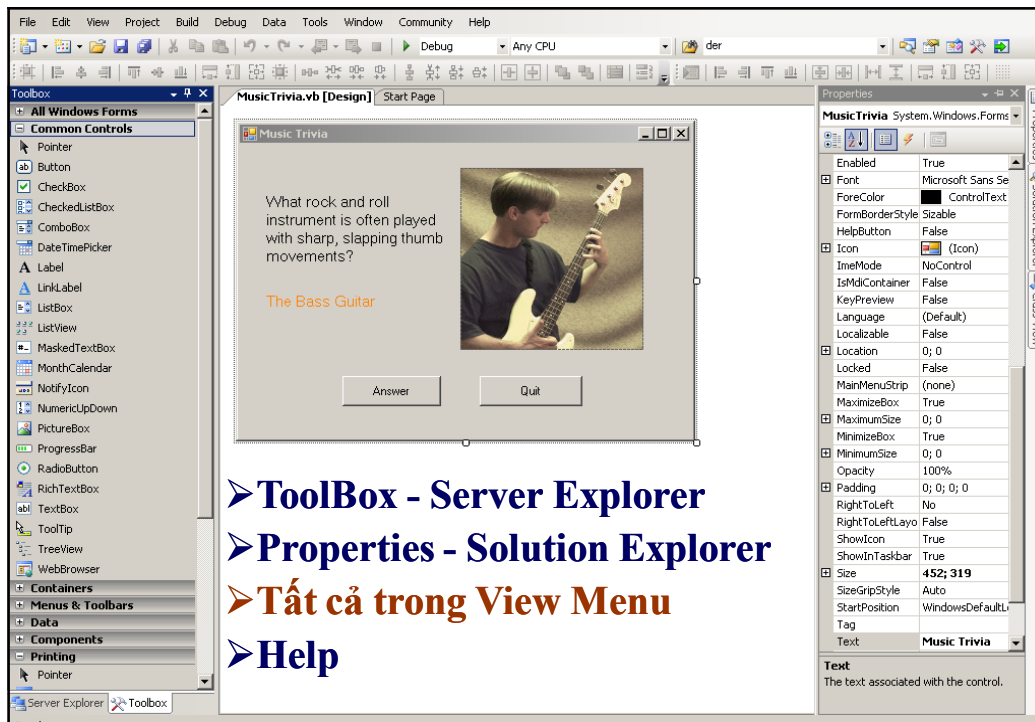 File Edit View Project Build Debug Data Tools Window Community Help
Debug Any CPU der
Toolbox
All Windows Forms
Common Controls
Pointer
Button
CheckBox
CheckedListBox
ComboBox
DateTimePicker
Label
LinkLabel
ListBox
ListView
MaskedTextBox
MonthCalendar
NotifyIcon
NumericUpDown
PictureBox
ProgressBar
RadioButton
RichTextBox
TextBox
ToolTip
TreeView
WebBrowser
Containers
Menus & Toolbars
Data
Components
Printing
Pointer
Server Explorer Toolbox
MusicTrivia.vb [Design] Start Page
Music Trivia
What rock and roll
instrument is often played
with sharp, slapping thumb
movements?
The Bass Guitar
Answer Quit
➢ToolBox - Server Explorer
➢Properties - Solution Explorer
➢Tất cả trong View Menu
➢Help
Properties
MusicTrivia System.Windows.Forms
Enabled True
Font Microsoft Sans Se
ForeColor ControlText
FormBorderStyle Sizable
HelpButton False
Icon (Icon)
ImeMode NoControl
IsMdiContainer False
KeyPreview False
Language (Default)
Localizable False
Location 0; 0
Locked False
MainMenuStrip (none)
MaximizeBox True
MaximumSize 0; 0
MinimizeBox True
MinimumSize 0; 0
Opacity 100%
Padding 0; 0; 0; 0
RightToLeft No
RightToLeftLayo False
ShowIcon True
ShowInTaskbar True
Size 452; 319
SizeGripStyle Auto
StartPosition WindowsDefaultL
Tag
Text Music Trivia
Text
The text associated with the control.